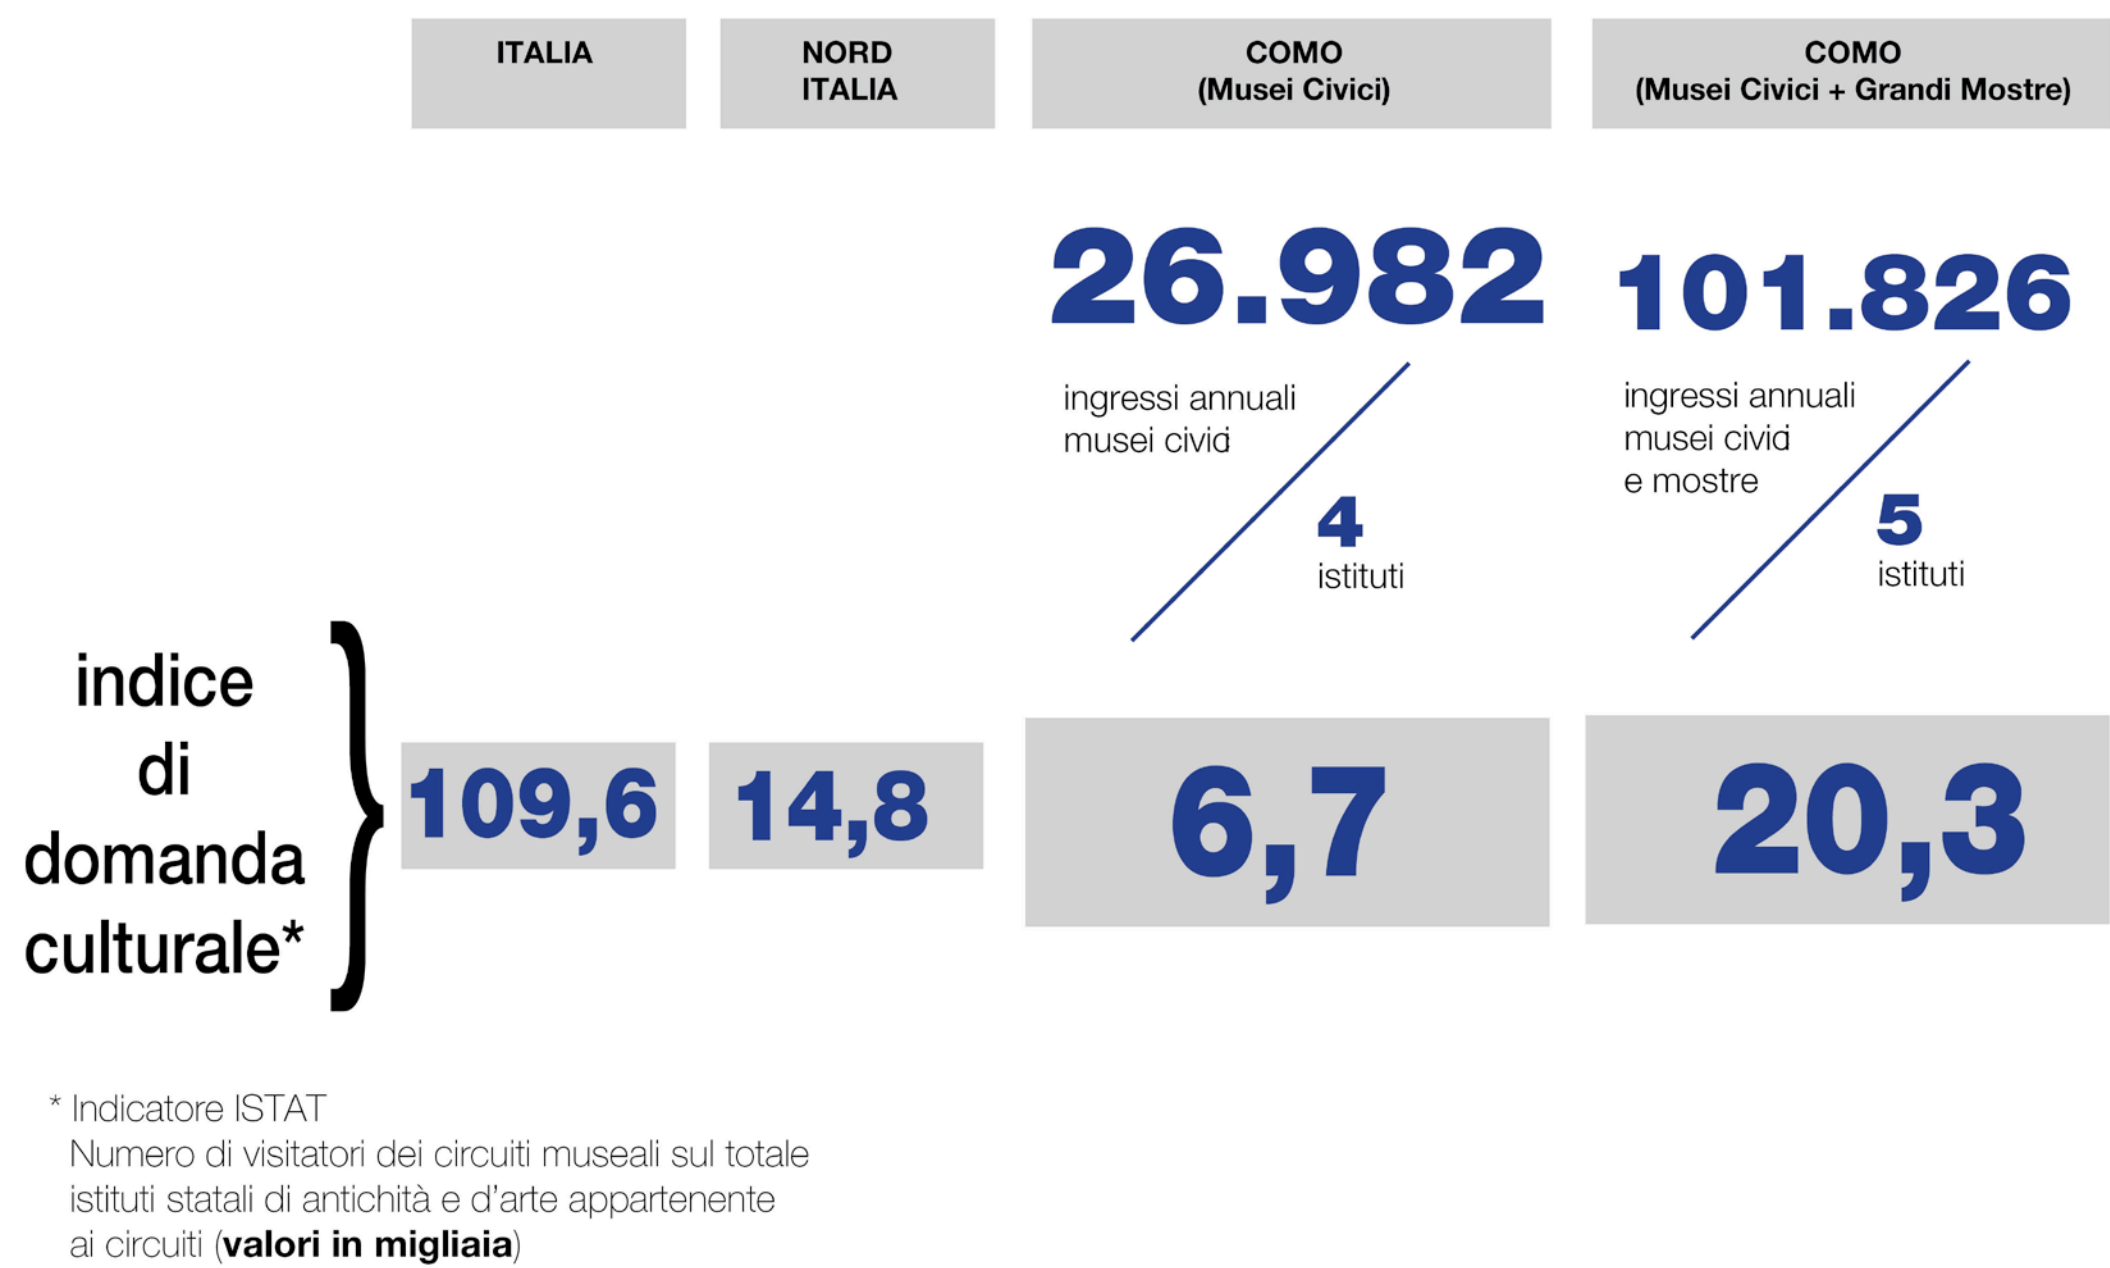 ITALIA
NORD
ITALIA
COMO
(Musei Civici)
COMO
(Musei Civici + Grandi Mostre)
26.982
ingressi annuali
musei civici
4
istituti
101.826
ingressi annuali
musei civici
e mostre
5
istituti
indice
di
domanda
culturale*
109,6
14,8
6,7
20,3
* Indicatore ISTAT
Numero di visitatori dei circuiti museali sul totale
istituti statali di antichità e d'arte appartenente
ai circuiti (valori in migliaia)